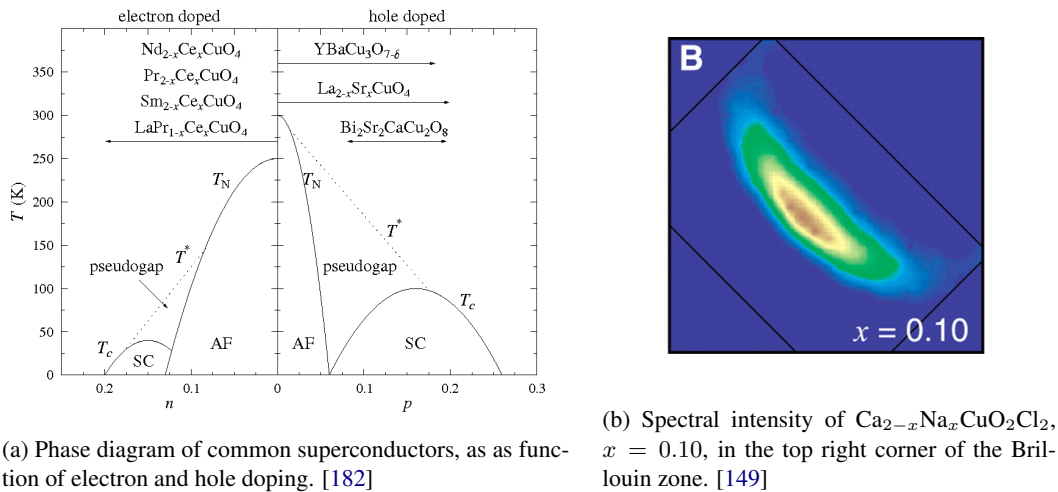 electron doped
hole doped
Nd2-xCexCuO4
Pr2-xCexCuO4
Sm2-xCexCuO4
LaPr1-xCexCuO4
YBaCu3O7-δ
La2-xSrxCuO4
Bi2Sr2CaCu2O8
T (K)
350
300
250
200
150
100
50
0
TN
TN
T*
T*
pseudogap
pseudogap
Tc
Tc
SC
AF
AF
SC
0.2
0.1
0
0.1
0.2
0.3
n
p
B
x = 0.10
(a) Phase diagram of common superconductors, as as func-
tion of electron and hole doping. [182]
(b) Spectral intensity of Ca2−xNaxCuO2Cl2,
x = 0.10, in the top right corner of the Bril-
louin zone. [149]